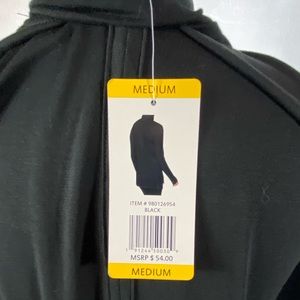 MEDIUM
ITEM # 980126954
BLACK
MSRP $ 54.00
MEDIUM